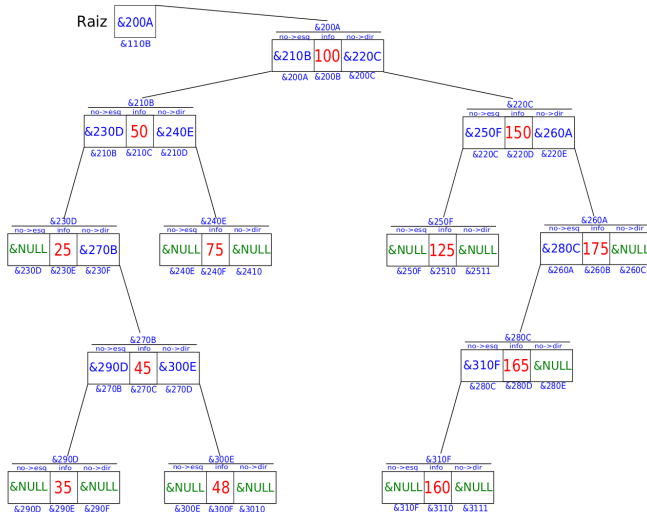 Raiz &200A
&110B
&200A
no->esq info no->dir
&210B 100 &220C
&200A &200B &200C
&210B
no->esq info no->dir
&230D 50 &240E
&210B &210C &210D
&220C
no->esq info no->dir
&250F 150 &260A
&220C &220D &220E
&230D
no->esq info no->dir
&NULL 25 &270B
&230D &230E &230F
&240E
no->esq info no->dir
&NULL 75 &NULL
&240E &240F &2410
&250F
no->esq info no->dir
&NULL 125 &NULL
&250F &2510 &2511
&260A
no->esq info no->dir
&280C 175 &NULL
&260A &260B &260C
&270B
no->esq info no->dir
&290D 45 &300E
&270B &270C &270D
&280C
no->esq info no->dir
&310F 165 &NULL
&280C &280D &280E
&290D
no->esq info no->dir
&NULL 35 &NULL
&290D &290E &290F
&300E
no->esq info no->dir
&NULL 48 &NULL
&300E &300F &3010
&310F
no->esq info no->dir
&NULL 160 &NULL
&310F &3110 &3111